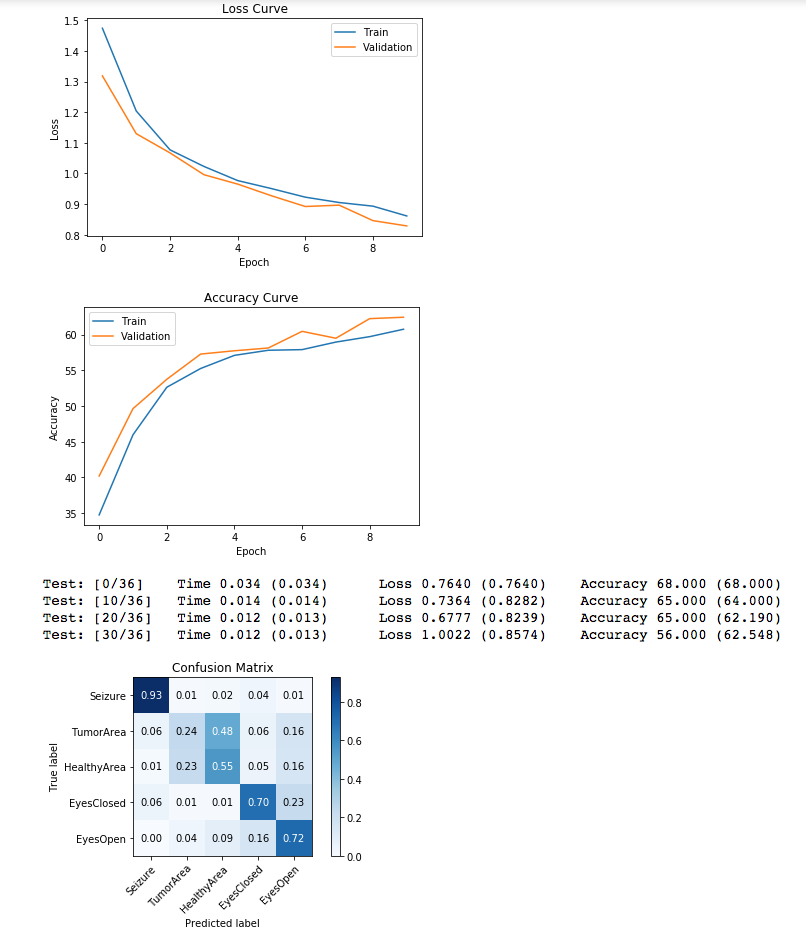 Loss Curve
1.5
1.4
1.3
1.2
1.1
1.0
0.9
0.8
Loss
Train
Validation
0 2 4 6 8
Epoch
Accuracy Curve
60
55
50
45
40
35
Accuracy
Train
Validation
0 2 4 6 8
Epoch
Test: [0/36] Time 0.034 (0.034) Loss 0.7640 (0.7640) Accuracy 68.000 (68.000)
Test: [10/36] Time 0.014 (0.014) Loss 0.7364 (0.8282) Accuracy 65.000 (64.000)
Test: [20/36] Time 0.012 (0.013) Loss 0.6777 (0.8239) Accuracy 65.000 (62.190)
Test: [30/36] Time 0.012 (0.013) Loss 1.0022 (0.8574) Accuracy 56.000 (62.548)
Confusion Matrix
True label
Seizure 0.93 0.01 0.02 0.04 0.01
TumorArea 0.06 0.24 0.48 0.06 0.16
HealthyArea 0.01 0.23 0.55 0.05 0.16
EyesClosed 0.06 0.01 0.01 0.70 0.23
EyesOpen 0.00 0.04 0.09 0.16 0.72
Seizure TumorArea HealthyArea EyesClosed EyesOpen
Predicted label
0.8
0.6
0.4
0.2
0.0